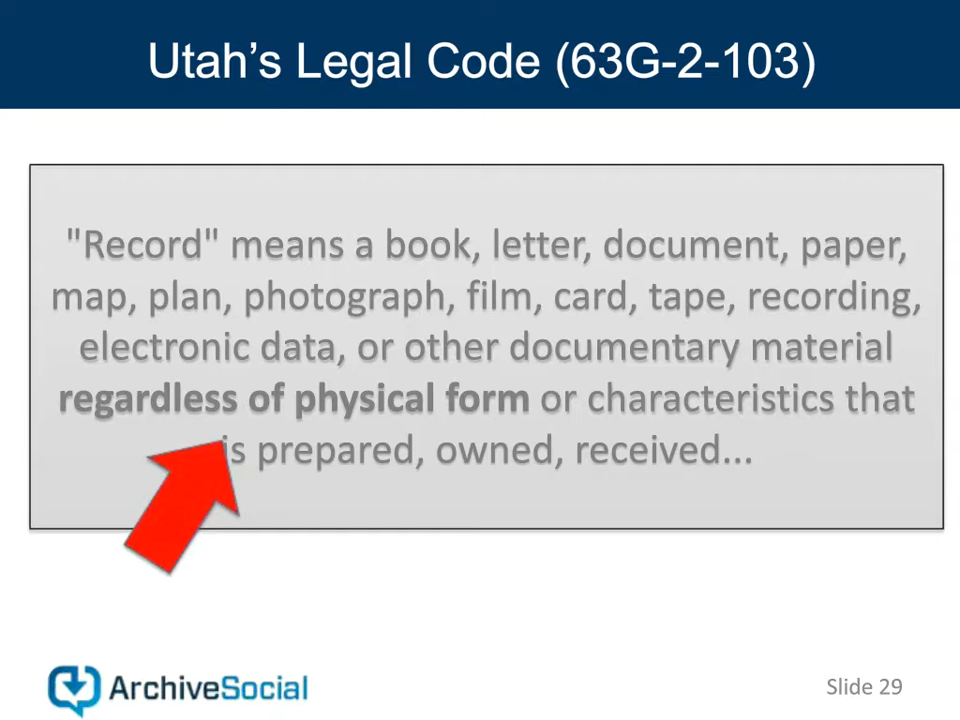 Utah’s Legal Code (63G-2-103)
"Record" means a book, letter, document, paper,
map, plan, photograph, film, card, tape, recording,
electronic data, or other documentary material
regardless of physical form or characteristics that
is prepared, owned, received...
ArchiveSocial
Slide 29